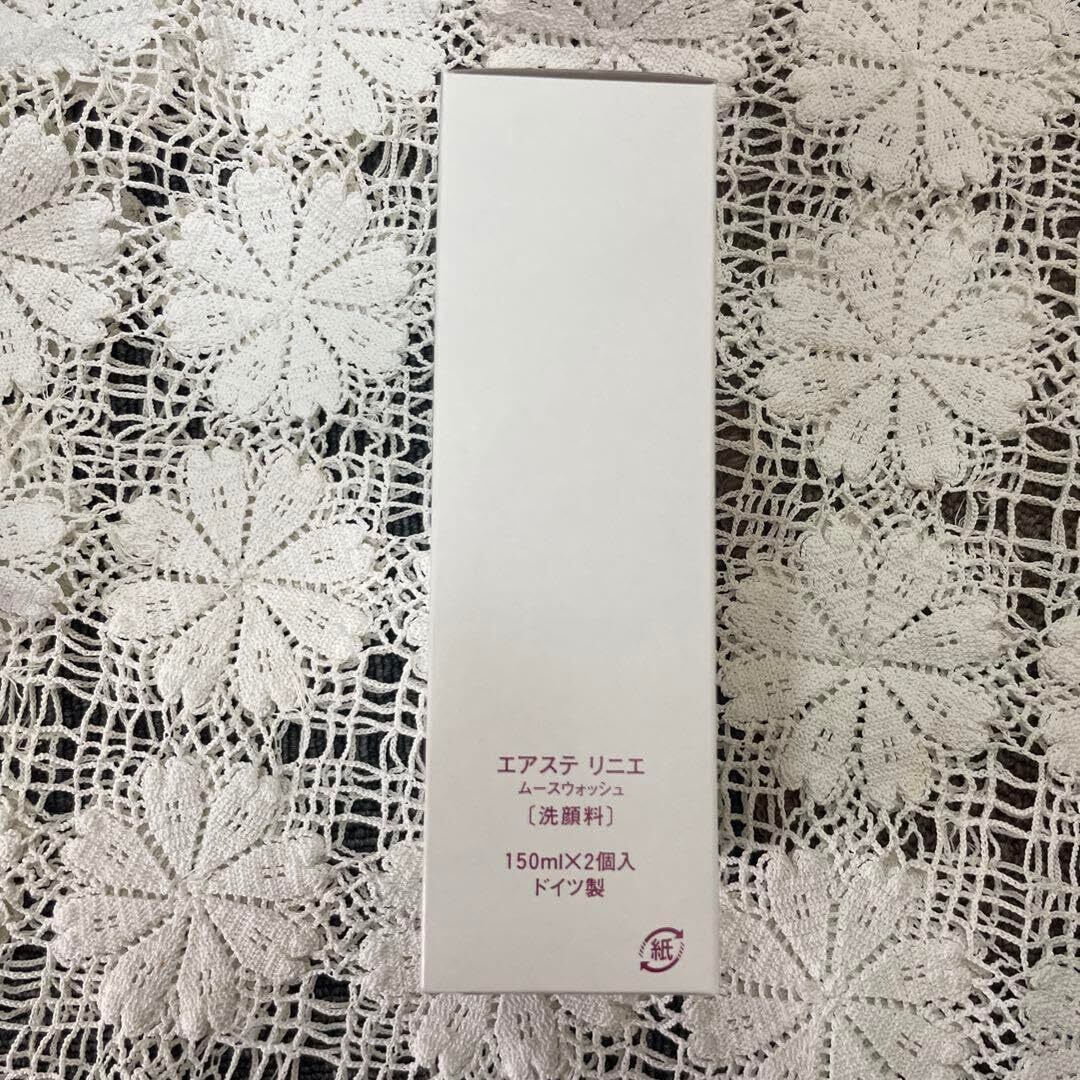 エアステ リニエ
ムースウォッシュ
〔洗顔料〕
150ml×2個入
ドイツ製
紙